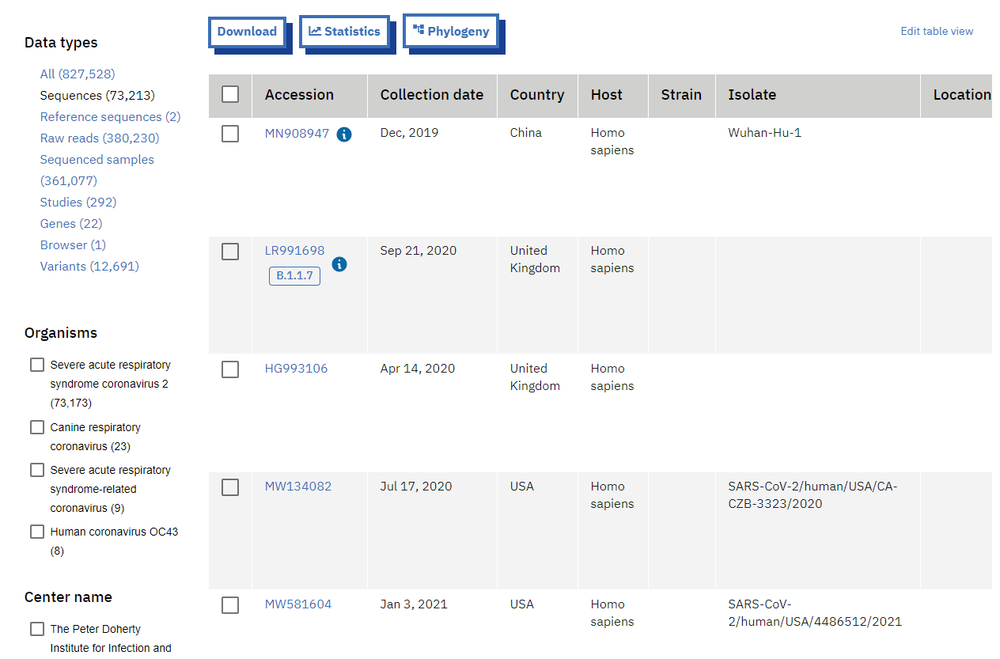 Data types
All (827,528)
Sequences (73,213)
Reference sequences (2)
Raw reads (380,230)
Sequenced samples
(361,077)
Studies (292)
Genes (22)
Browser (1)
Variants (12,691)
Organisms
Severe acute respiratory
syndrome coronavirus 2
(73,173)
Canine respiratory
coronavirus (23)
Severe acute respiratory
syndrome-related
coronavirus (9)
Human coronavirus OC43
(8)
Center name
The Peter Doherty
Institute for Infection and
Download Statistics Phylogeny Edit table view
Accession Collection date Country Host Strain Isolate Location
MN908947 Dec, 2019 China Homo Wuhan-Hu-1
sapiens
LR991698 Sep 21, 2020 United Homo
B.1.1.7 Kingdom sapiens
HG993106 Apr 14, 2020 United Homo
Kingdom sapiens
MW134082 Jul 17, 2020 USA Homo SARS-CoV-2/human/USA/CA-
sapiens CZB-3323/2020
MW581604 Jan 3, 2021 USA Homo SARS-CoV-
sapiens 2/human/USA/4486512/2021